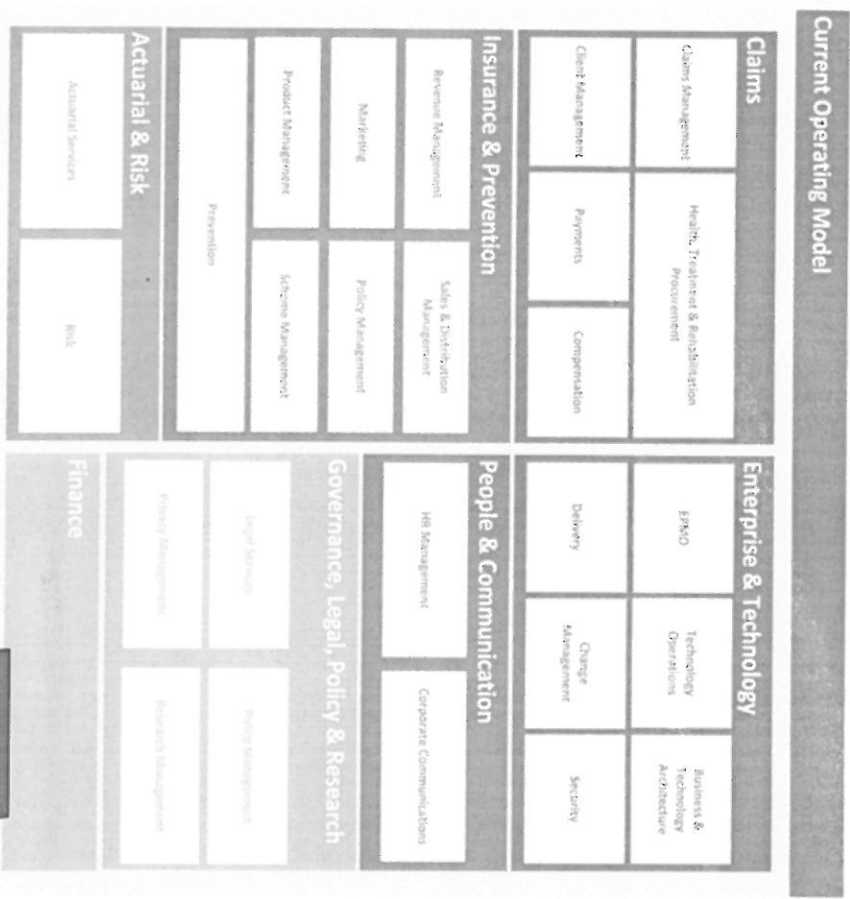 Current Operating Model
Claims
Claims Management
Health, Treatment & Rehabilitation
Procurement
Client Management
Payments
Compensation
Insurance & Prevention
Revenue Management
Sales & Distribution
Management
Marketing
Policy Management
Product Management
Scheme Management
Prevention
Actuarial & Risk
Actuarial Services
Risk
Enterprise & Technology
EPMO
Technology
Operations
Business &
Technology
Architecture
Delivery
Change
Management
Security
People & Communication
HR Management
Corporate Communications
Governance, Legal, Policy & Research
Legal Services
Policy Management
Privacy Management
Research Management
Finance